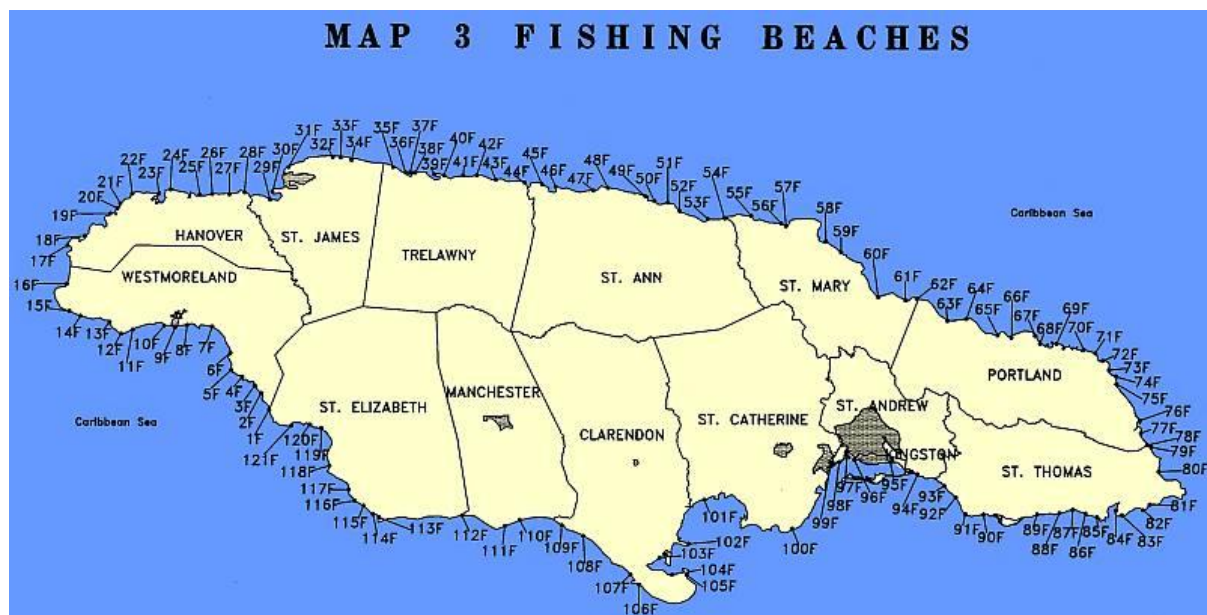 MAP 3 FISHING BEACHES
31F 33F 35F 37F
30F 32F 34F 36F 38F 40F 42F
39F 41F 43F 45F
22F 24F 26F 28F 44F 46F 48F
21F 23F 25F 27F 29F 47F 49F 51F
20F 50F 52F 54F 57F
19F 53F 55F 56F 58F
Caribbean Sea
18F HANOVER ST. JAMES 59F
17F TRELAWNY
WESTMORELAND ST. ANN 60F
16F ST. MARY 61F 62F 64F
15F 63F 65F 66F
14F 13F 67F 69F
12F 11F 10F 9F 8F 7F 68F 70F 71F
6F 72F
5F PORTLAND 73F
4F MANCHESTER 74F
3F 75F
2F ST. ELIZABETH ST. CATHERINE ST. ANDREW
Caribbean Sea
1F 120F CLARENDON 76F
121F 77F 78F
119F KINGSTON 79F
118F D ST. THOMAS 80F
117F 98F 97F 96F 95F 94F 93F
116F 99F 92F 81F
115F 114F 113F 112F 111F 110F 109F 101F 100F 91F 90F 89F 88F 87F 86F 85F 84F 83F 82F
108F 102F
103F
107F 104F
106F 105F